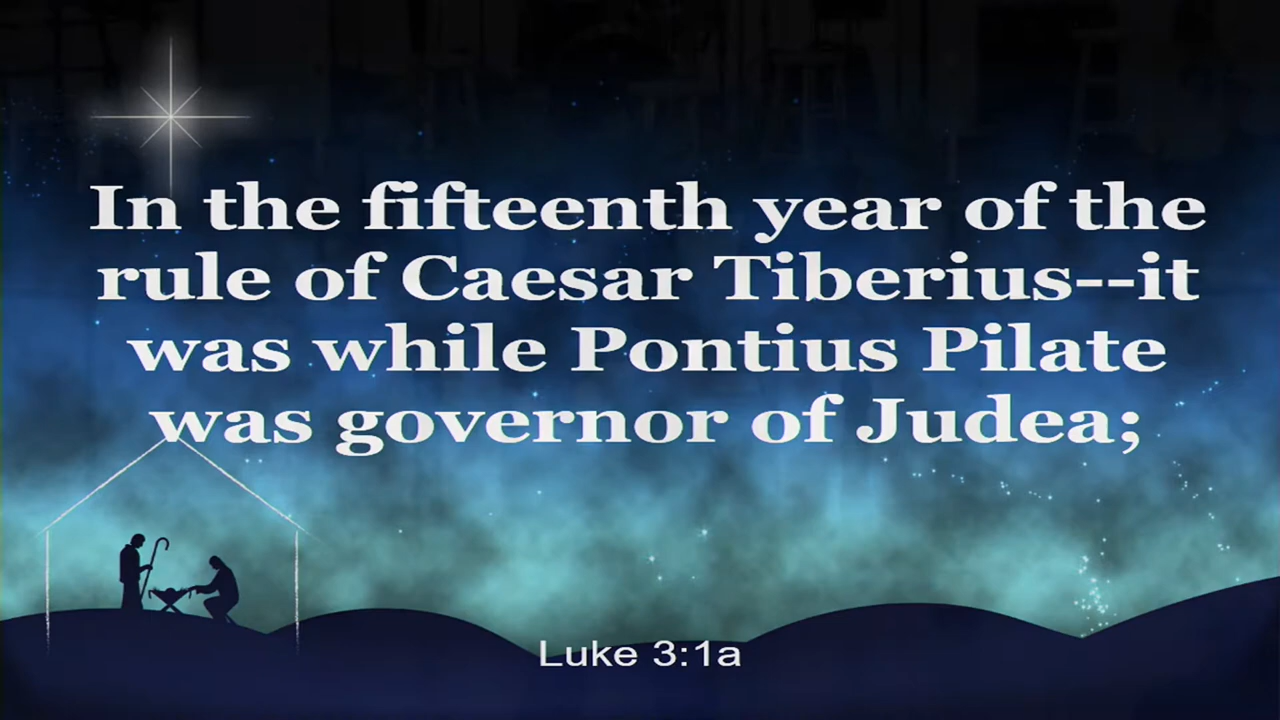 In the fifteenth year of the
rule of Caesar Tiberius--it
was while Pontius Pilate
was governor of Judea;
Luke 3:1a